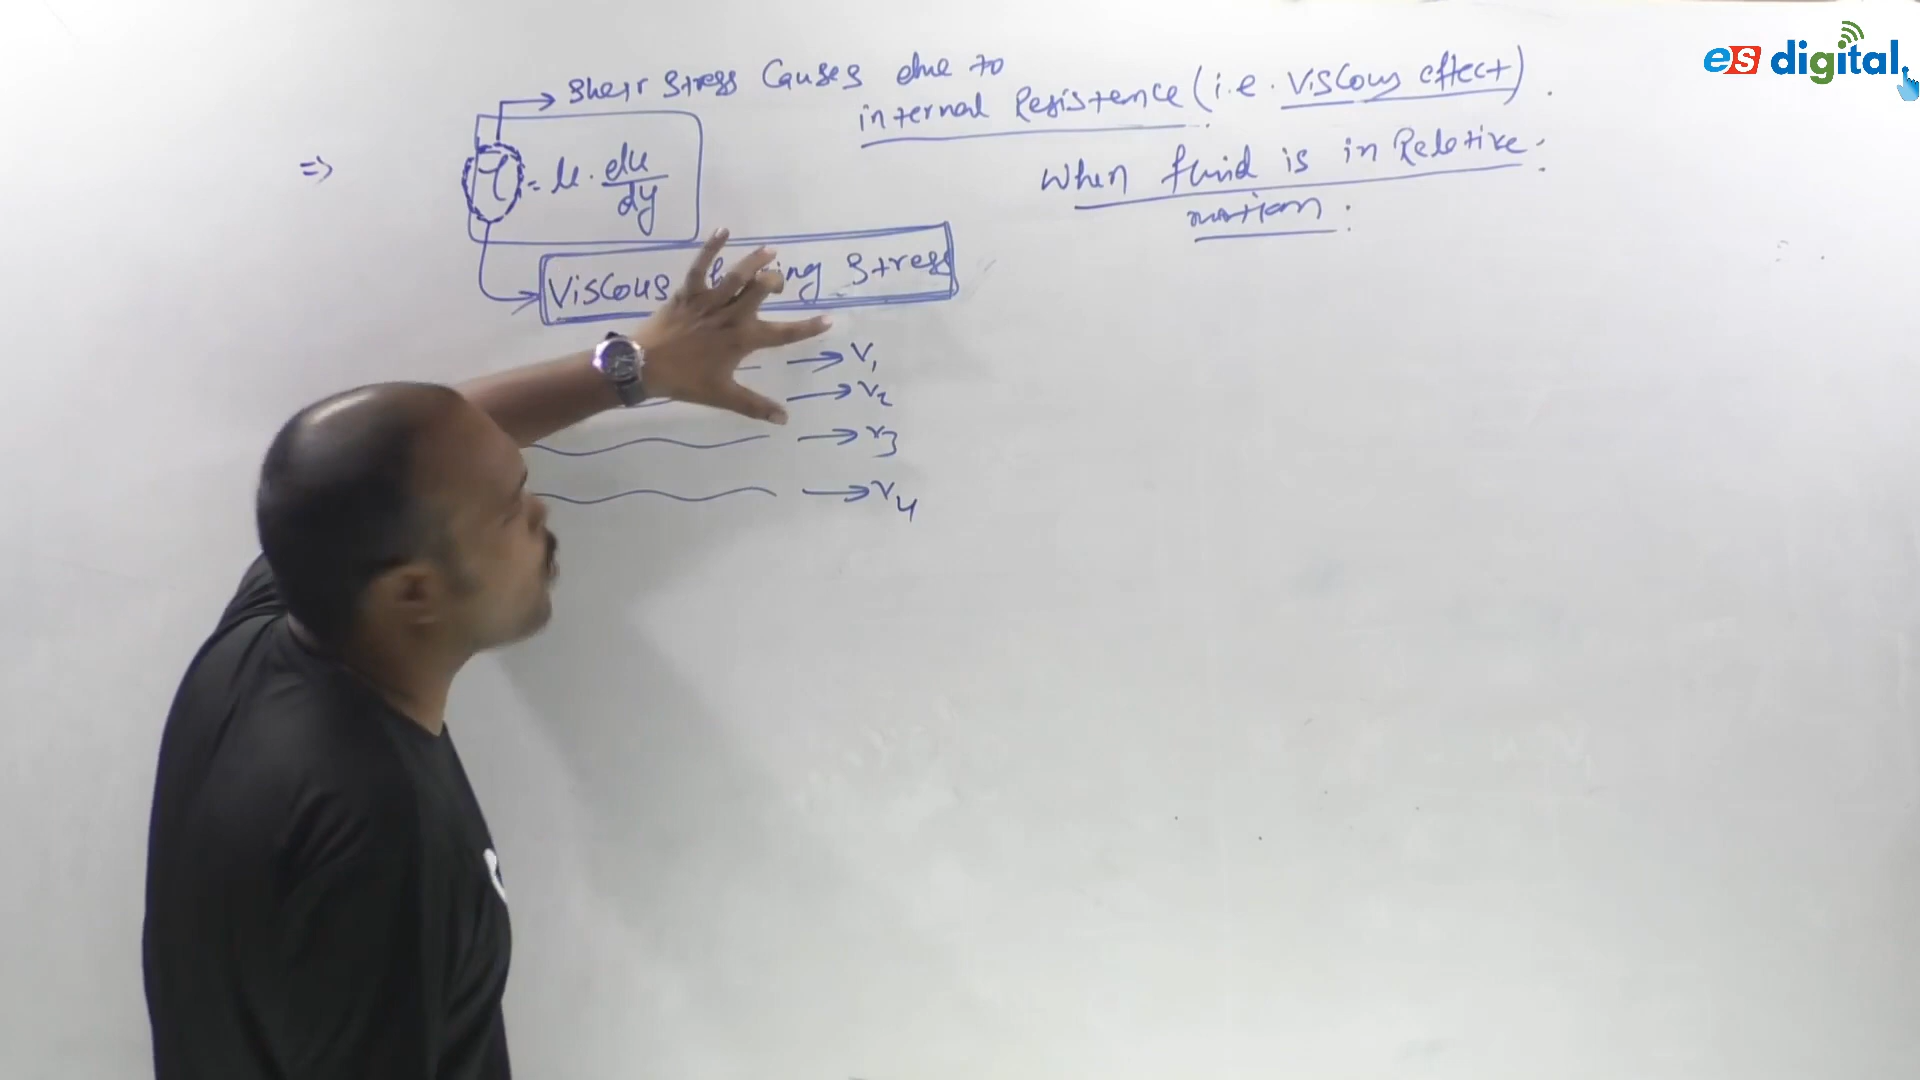 es digital
Shear Stress Causes due to
internal Resistence (i.e. Viscous effect).
When fluid is in Relative
motion.
=> τ = μ. du/dy
Viscous Stress
→ V1
→ V2
→ V3
→ V4